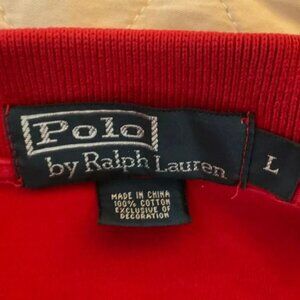 Polo
by Ralph Lauren
L
MADE IN CHINA
100% COTTON
EXCLUSIVE OF
DECORATION